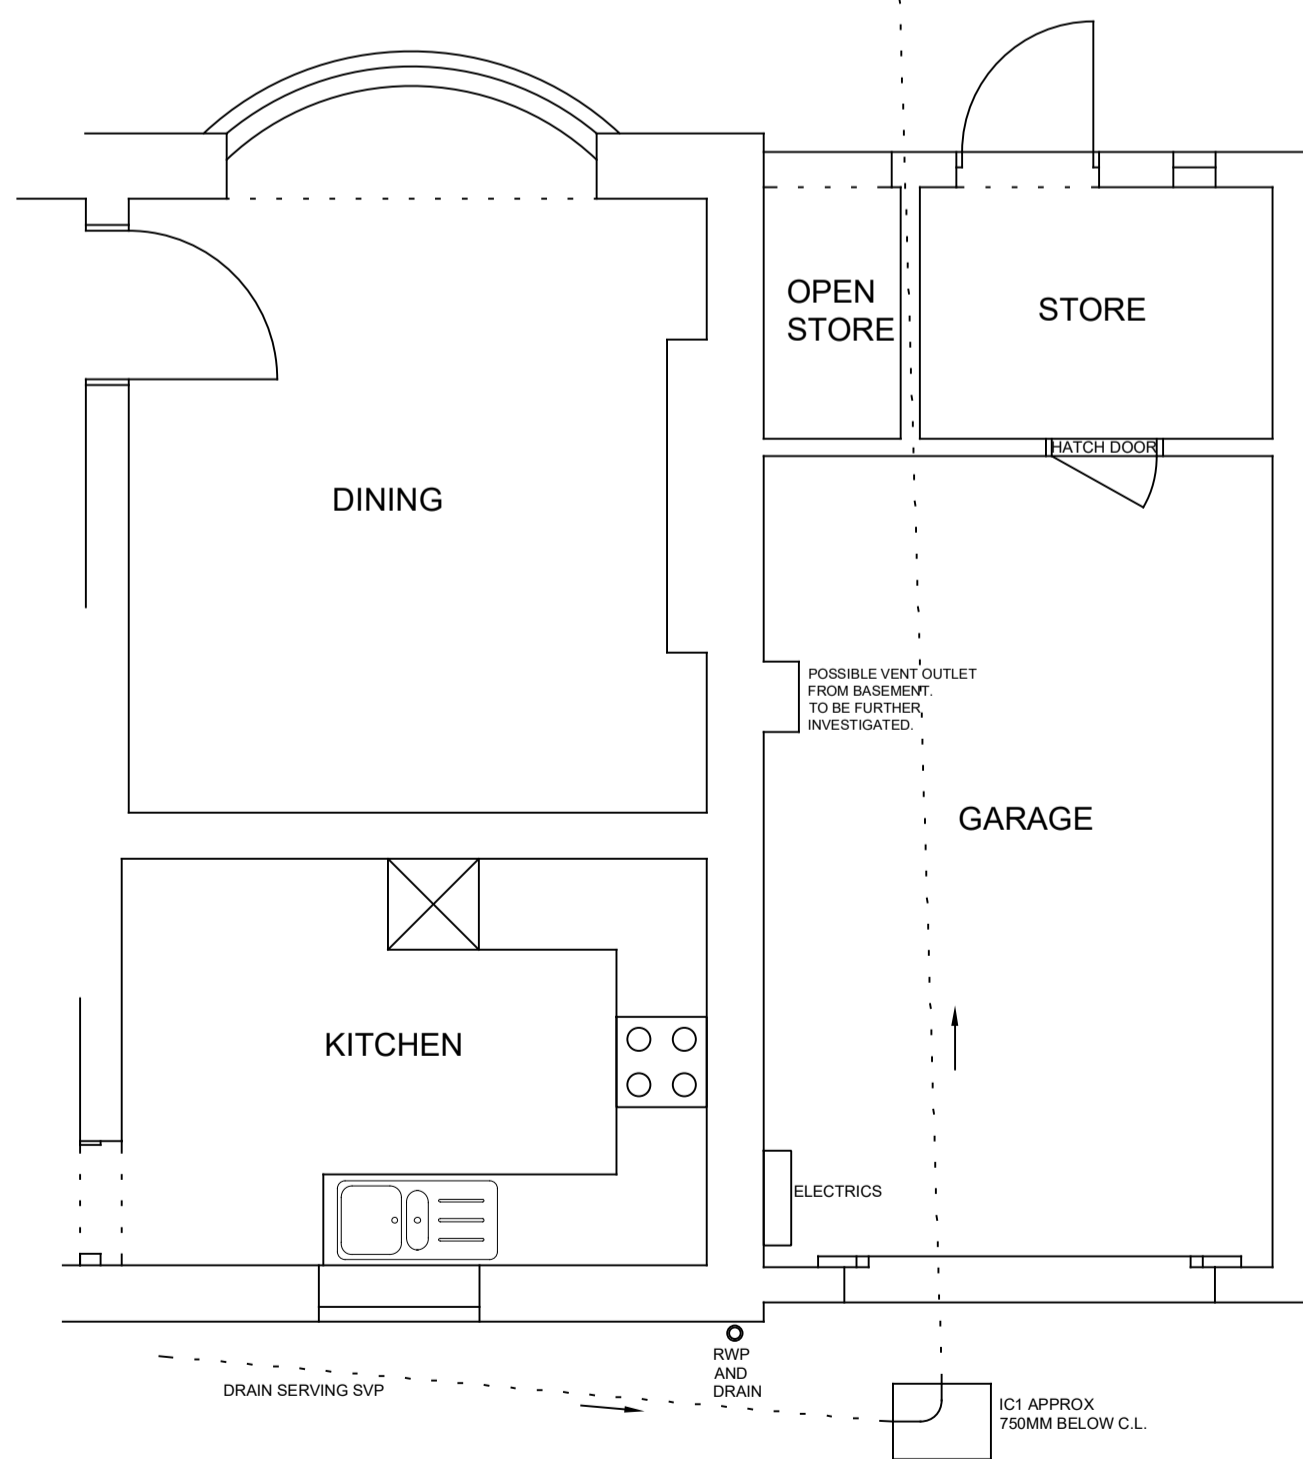 OPEN
STORE
STORE
HATCH DOOR
DINING
POSSIBLE VENT OUTLET
FROM BASEMENT.
TO BE FURTHER
INVESTIGATED.
GARAGE
KITCHEN
ELECTRICS
RWP
AND
DRAIN
DRAIN SERVING SVP
IC1 APPROX
750MM BELOW C.L.